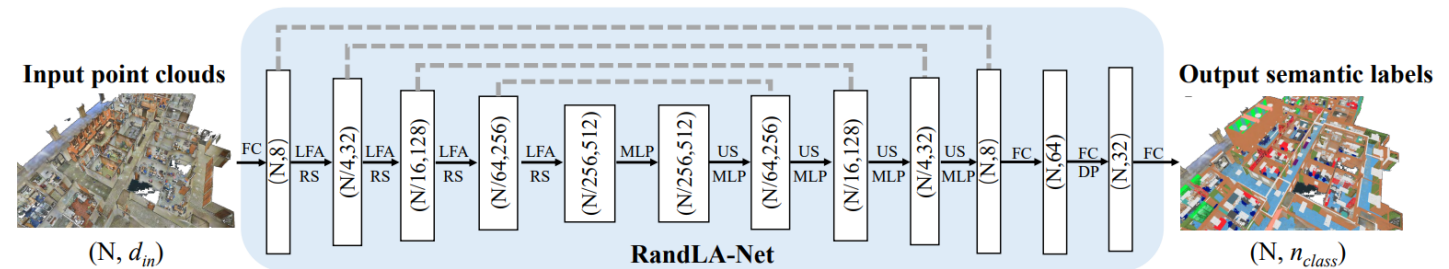 Input point clouds
(N, d_in)
FC
(N,8)
LFA
RS
(N/4,32)
LFA
RS
(N/16,128)
LFA
RS
(N/64,256)
LFA
RS
(N/256,512)
MLP
(N/256,512)
US
MLP
(N/64,256)
US
MLP
(N/16,128)
US
MLP
(N/4,32)
US
MLP
(N,8)
FC
(N,64)
FC
DP
(N,32)
FC
RandLA-Net
Output semantic labels
(N, n_class)